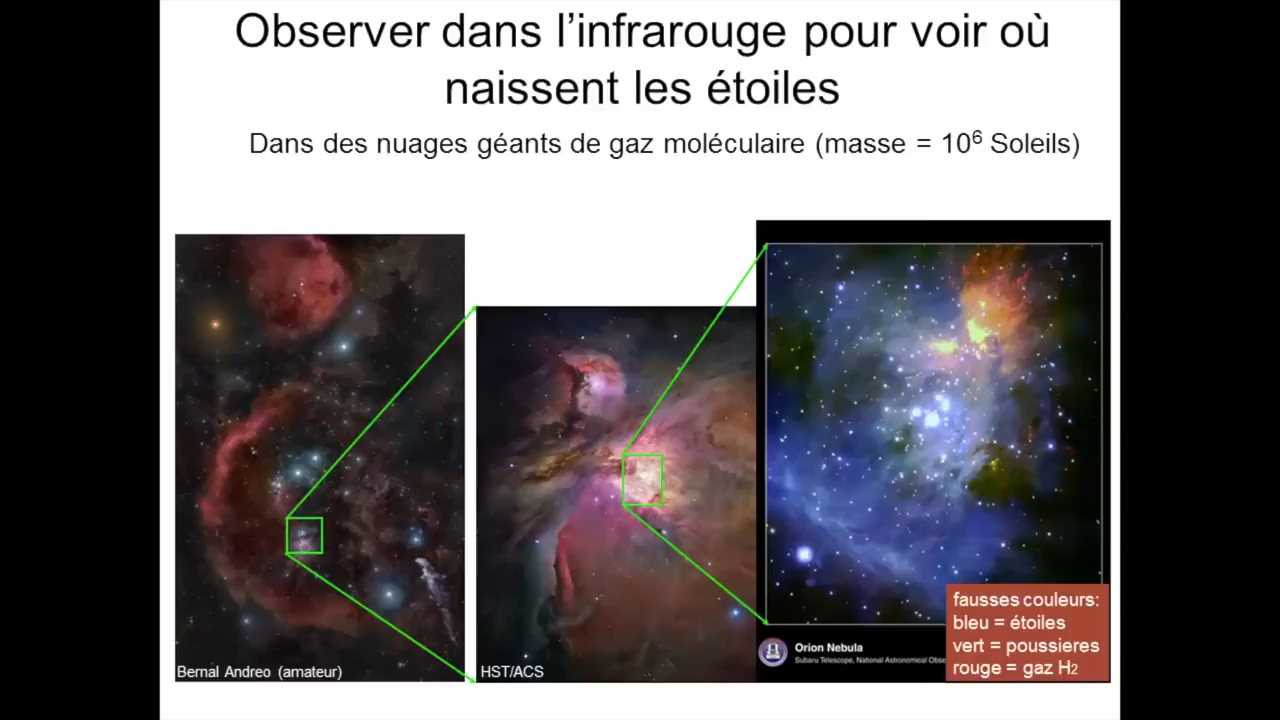 Observer dans l’infrarouge pour voir où
naissent les étoiles
Dans des nuages géants de gaz moléculaire (masse = 10⁶ Soleils)
Bernal Andreo (amateur)
HST/ACS
Orion Nebula
Subaru Telescope, National Astronomical Obse
fausses couleurs:
bleu = étoiles
vert = poussieres
rouge = gaz H₂